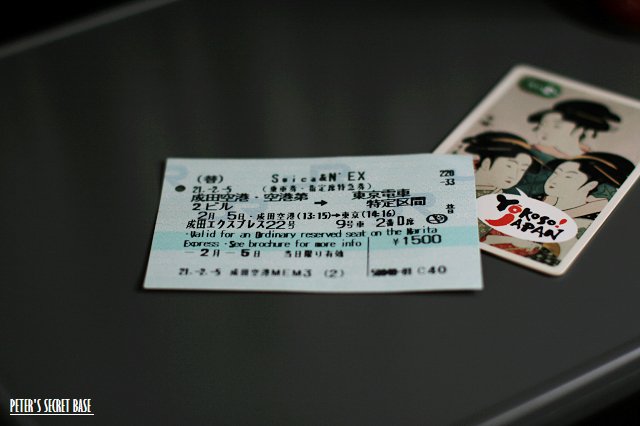 (替) Suica&N'EX 220
21.-2.-5 (乗車券・指定席特急券) -33
成田空港・空港第 東京電車
2ビル → 特定区間
2月 5日・成田空港(13:15)→東京(14:16)
成田エクスプレス22号 9号車 2番D席
・Valid for an Ordinary reserved seat on the Narita
Express・See brochure for more info ¥1500
-2月-5日 当日限り有効
21.-2.-5 成田空港MEM3 (2) C40
YŌKOSO!
JAPAN
PETER'S SECRET BASE